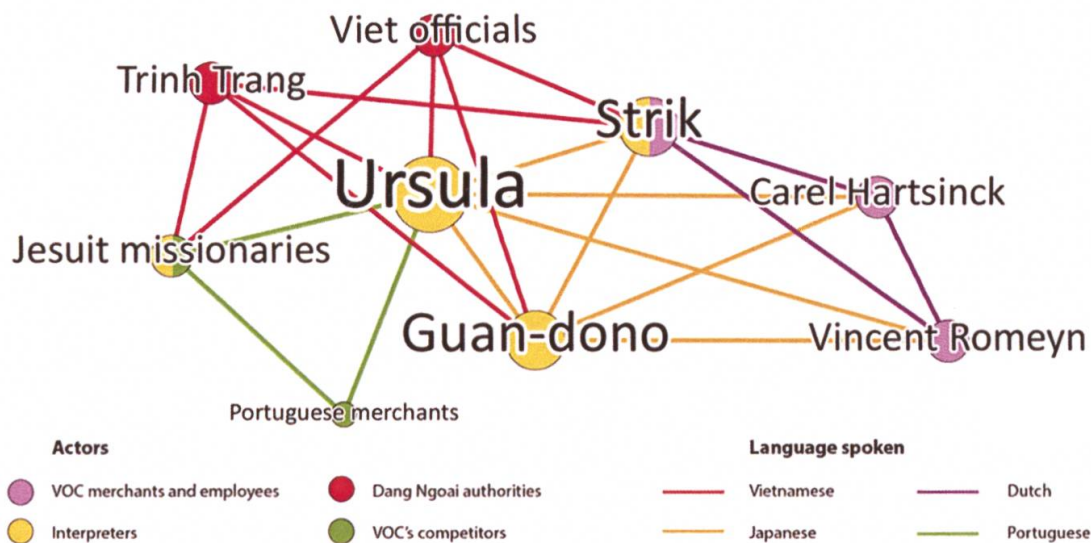 Viet officials
Trinh Trang
Strik
Ursula
Carel Hartsinck
Jesuit missionaries
Guan-dono
Vincent Romeyn
Portuguese merchants
Actors
Language spoken
VOC merchants and employees
Dang Ngoai authorities
Vietnamese
Dutch
Interpreters
VOC's competitors
Japanese
Portuguese